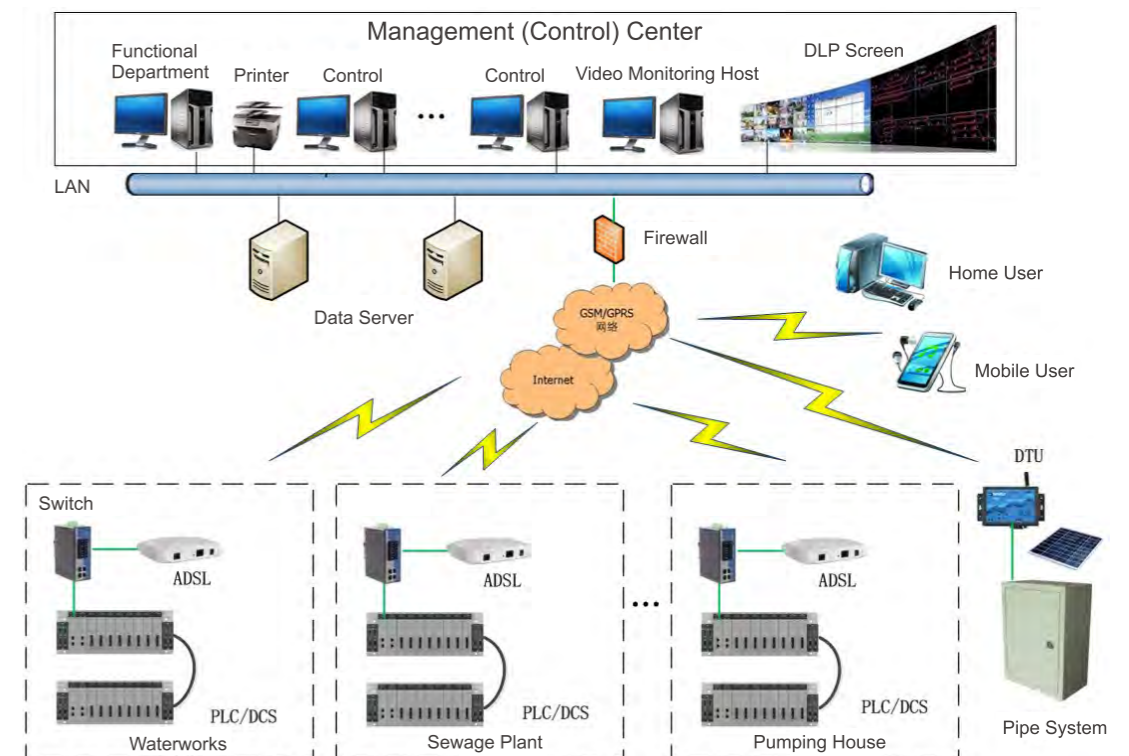 Management (Control) Center
Functional
Department
Printer
Control
Control
Video Monitoring Host
DLP Screen
LAN
Firewall
Data Server
Home User
GSM/GPRS
网络
Internet
Mobile User
DTU
Switch
ADSL
ADSL
ADSL
PLC/DCS
PLC/DCS
PLC/DCS
Waterworks
Sewage Plant
Pumping House
Pipe System